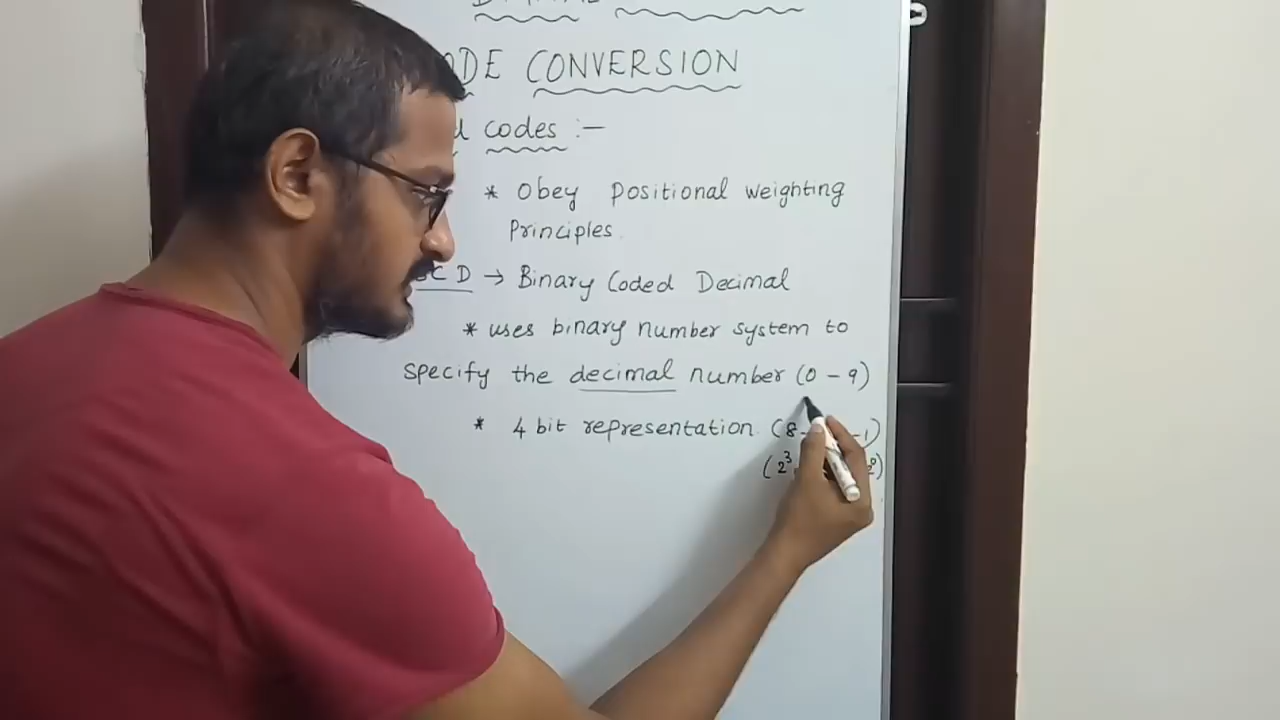 ODE CONVERSION
codes :-
* Obey Positional weighting
Principles.
CD → Binary Coded Decimal
* uses binary number system to
specify the decimal number (0 - 9)
* 4 bit representation. (8- -1)
(2³ 2⁰)